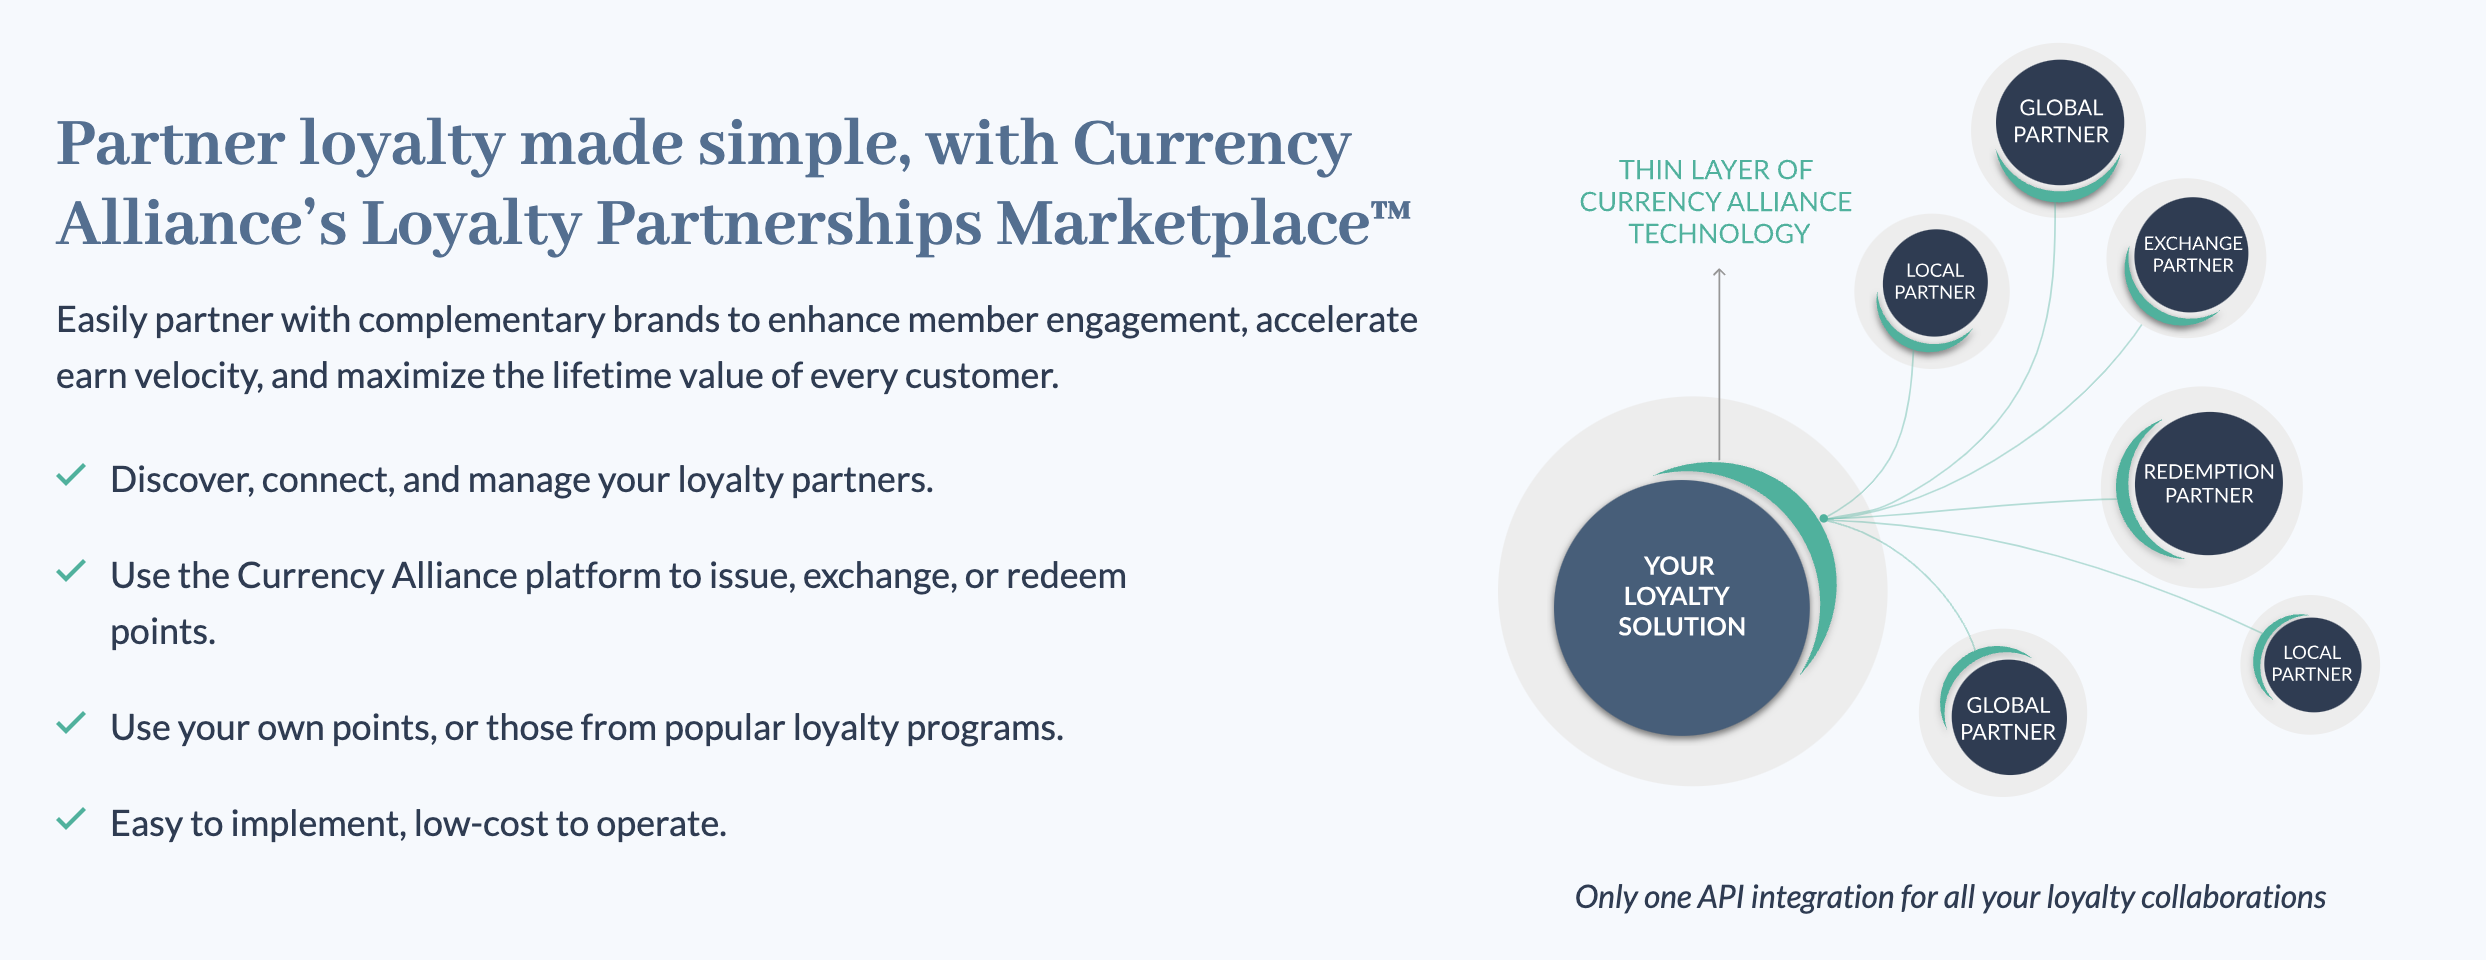 Partner loyalty made simple, with Currency
Alliance’s Loyalty Partnerships Marketplace™
Easily partner with complementary brands to enhance member engagement, accelerate
earn velocity, and maximize the lifetime value of every customer.
Discover, connect, and manage your loyalty partners.
Use the Currency Alliance platform to issue, exchange, or redeem
points.
Use your own points, or those from popular loyalty programs.
Easy to implement, low-cost to operate.
THIN LAYER OF
CURRENCY ALLIANCE
TECHNOLOGY
GLOBAL
PARTNER
LOCAL
PARTNER
EXCHANGE
PARTNER
REDEMPTION
PARTNER
YOUR
LOYALTY
SOLUTION
LOCAL
PARTNER
GLOBAL
PARTNER
Only one API integration for all your loyalty collaborations